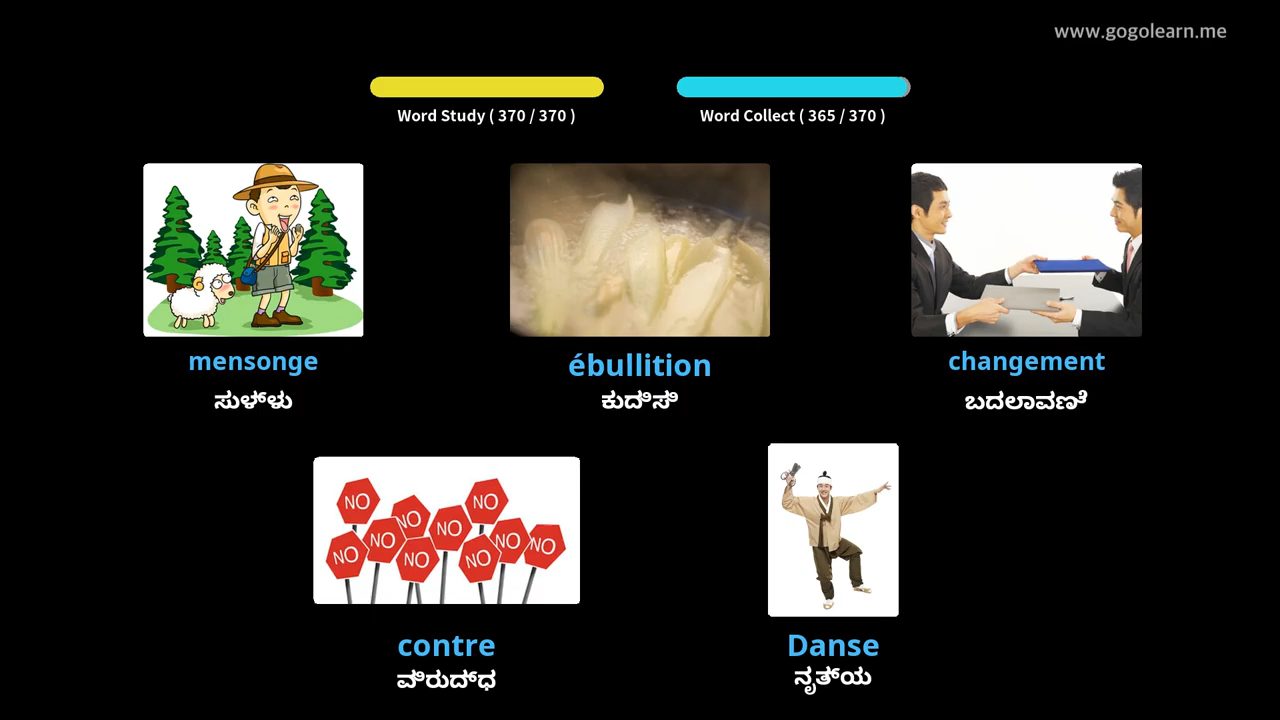 www.gogolearn.me
Word Study ( 370 / 370 )
Word Collect ( 365 / 370 )
mensonge
ಸುಳ್ಳು
ébullition
ಕುದಿಸಿ
changement
ಬದಲಾವಣೆ
NO
NO
NO
NO
NO
NO
NO
NO
NO
contre
ವಿರುದ್ಧ
Danse
ನೃತ್ಯ